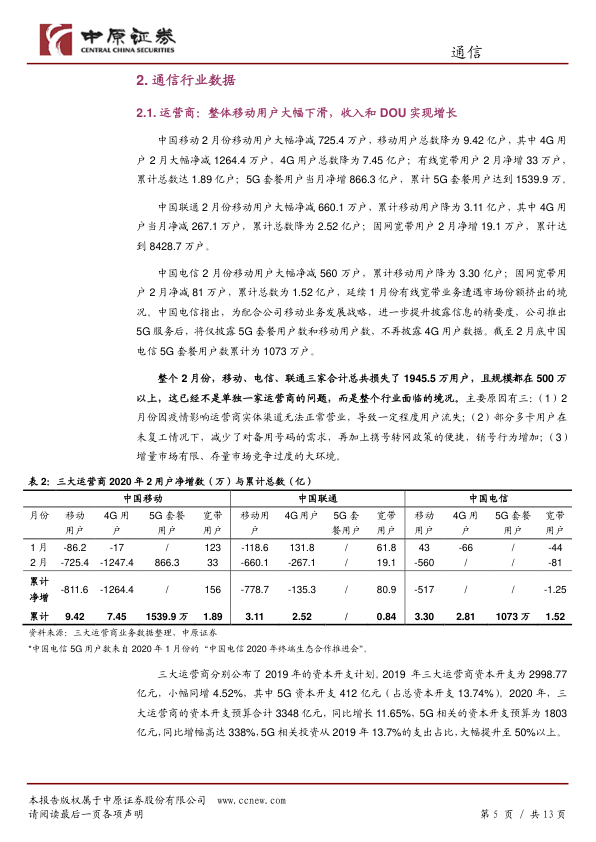 中原证券
CENTRAL CHINA SECURITIES
通信
2. 通信行业数据
2.1. 运营商：整体移动用户大幅下滑，收入和 DOU 实现增长
中国移动 2 月份移动用户大幅净减 725.4 万户，移动用户总数降为 9.42 亿户，其中 4G 用
户 2 月大幅净减 1264.4 万户，4G 用户总数降为 7.45 亿户；有线宽带用户 2 月净增 33 万户，
累计总数达 1.89 亿户；5G 套餐用户当月净增 866.3 亿户，累计 5G 套餐用户达到 1539.9 万。
中国联通 2 月份移动用户大幅净减 660.1 万户，累计移动用户降为 3.11 亿户，其中 4G 用
户当月净减 267.1 万户，累计总数降为 2.52 亿户；固网宽带用户 2 月净增 19.1 万户，累计达
到 8428.7 万户。
中国电信 2 月份移动用户大幅净减 560 万户，累计移动用户降为 3.30 亿户；固网宽带用
户 2 月净减 81 万户，累计总数为 1.52 亿户，延续 1 月份有线宽带业务遭遇市场份额挤出的境
况。中国电信指出，为配合公司移动业务发展战略，进一步提升披露信息的精要度，公司推出
5G 服务后，将仅披露 5G 套餐用户数和移动用户数，不再披露 4G 用户数据。截至 2 月底中国
电信 5G 套餐用户数累计为 1073 万户。
整个 2 月份，移动、电信、联通三家合计总共损失了 1945.5 万用户，且规模都在 500 万
以上，这已经不是单独一家运营商的问题，而是整个行业面临的境况。主要原因有三：（1）2
月份因疫情影响运营商实体渠道无法正常营业，导致一定程度用户流失；（2）部分多卡用户在
未复工情况下，减少了对备用号码的需求，再加上携号转网政策的便捷，销号行为增加；（3）
增量市场有限、存量市场竞争过度的大环境。
表 2：三大运营商 2020 年 2 用户净增数（万）与累计总数（亿）
中国移动 中国联通 中国电信
月份 移动 4G 用 5G 套餐 宽带 移动用 4G 用户 5G 套 宽带 移动 4G 用 5G 套餐 宽带
用户 户 用户 用户 户 餐用户 用户 用户 户 用户 用户
1 月 -86.2 -17 / 123 -118.6 131.8 / 61.8 43 -66 / -44
2 月 -725.4 -1247.4 866.3 33 -660.1 -267.1 / 19.1 -560 / / -81
累计
净增 -811.6 -1264.4 / 156 -778.7 -135.3 / 80.9 -517 / / -1.25
累计 9.42 7.45 1539.9 万 1.89 3.11 2.52 / 0.84 3.30 2.81 1073 万 1.52
资料来源：三大运营商业务数据整理，中原证券
*中国电信 5G 用户数来自 2020 年 1 月份的“中国电信 2020 年终端生态合作推进会”。
三大运营商分别公布了 2019 年的资本开支计划。2019 年三大运营商资本开支为 2998.77
亿元，小幅同增 4.52%，其中 5G 资本开支 412 亿元（占总资本开支 13.74%）。2020 年，三
大运营商的资本开支预算合计 3348 亿元，同比增长 11.65%，5G 相关的资本开支预算为 1803
亿元，同比增幅高达 338%，5G 相关投资从 2019 年 13.7%的支出占比，大幅提升至 50%以上。
本报告版权属于中原证券股份有限公司 www.ccnew.com
请阅读最后一页各项声明 第 5 页 / 共 13 页